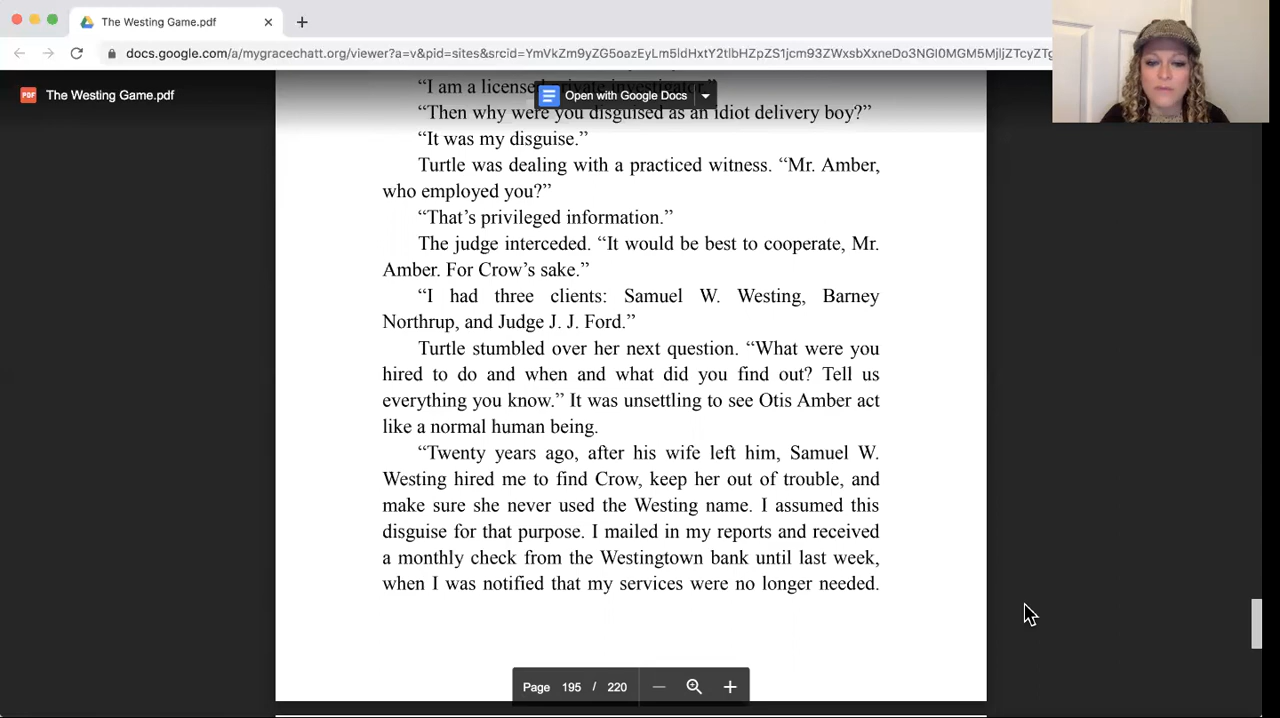 The Westing Game.pdf
docs.google.com/a/mygracechatt.org/viewer?a=v&pid=sites&srcid=
The Westing Game.pdf
Open with Google Docs
“I am a licensed private investigator.”
“Then why were you disguised as an idiot delivery boy?”
“It was my disguise.”
Turtle was dealing with a practiced witness. “Mr. Amber,
who employed you?”
“That’s privileged information.”
The judge interceded. “It would be best to cooperate, Mr.
Amber. For Crow’s sake.”
“I had three clients: Samuel W. Westing, Barney
Northrup, and Judge J. J. Ford.”
Turtle stumbled over her next question. “What were you
hired to do and when and what did you find out? Tell us
everything you know.” It was unsettling to see Otis Amber act
like a normal human being.
“Twenty years ago, after his wife left him, Samuel W.
Westing hired me to find Crow, keep her out of trouble, and
make sure she never used the Westing name. I assumed this
disguise for that purpose. I mailed in my reports and received
a monthly check from the Westingtown bank until last week,
when I was notified that my services were no longer needed.
Page 195 / 220